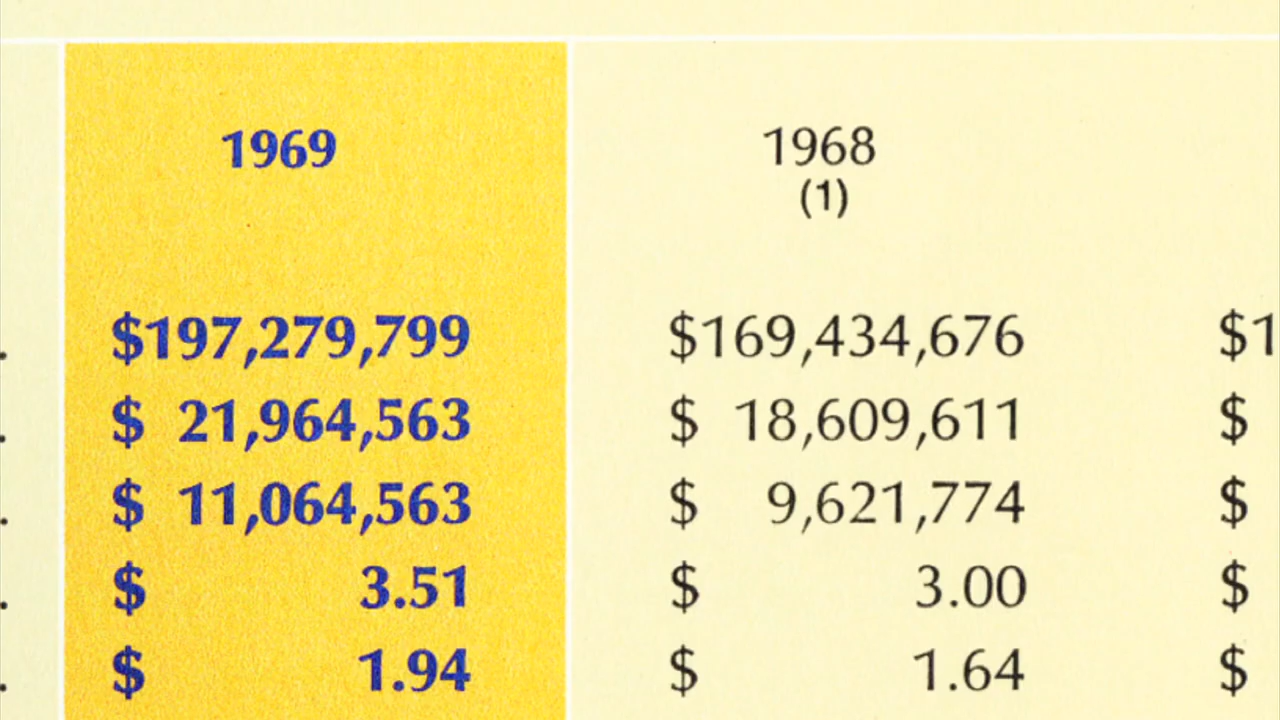 1969 1968
(1)
. $197,279,799 $169,434,676 $1
. $ 21,964,563 $ 18,609,611 $
. $ 11,064,563 $ 9,621,774 $
. $ 3.51 $ 3.00 $
. $ 1.94 $ 1.64 $